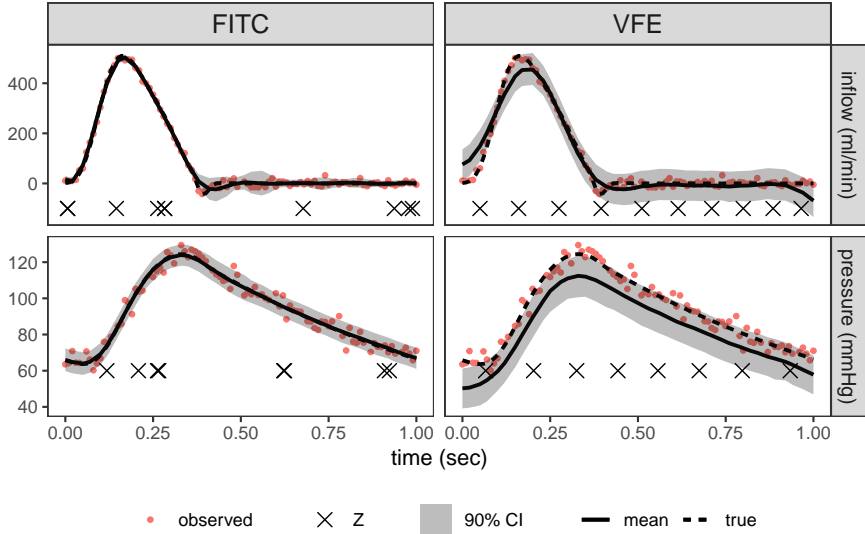 FITC VFE
400
200
0
inflow (ml/min)
120
100
80
60
40
pressure (mmHg)
0.00 0.25 0.50 0.75 1.00 0.00 0.25 0.50 0.75 1.00
time (sec)
observed Z 90% CI mean true